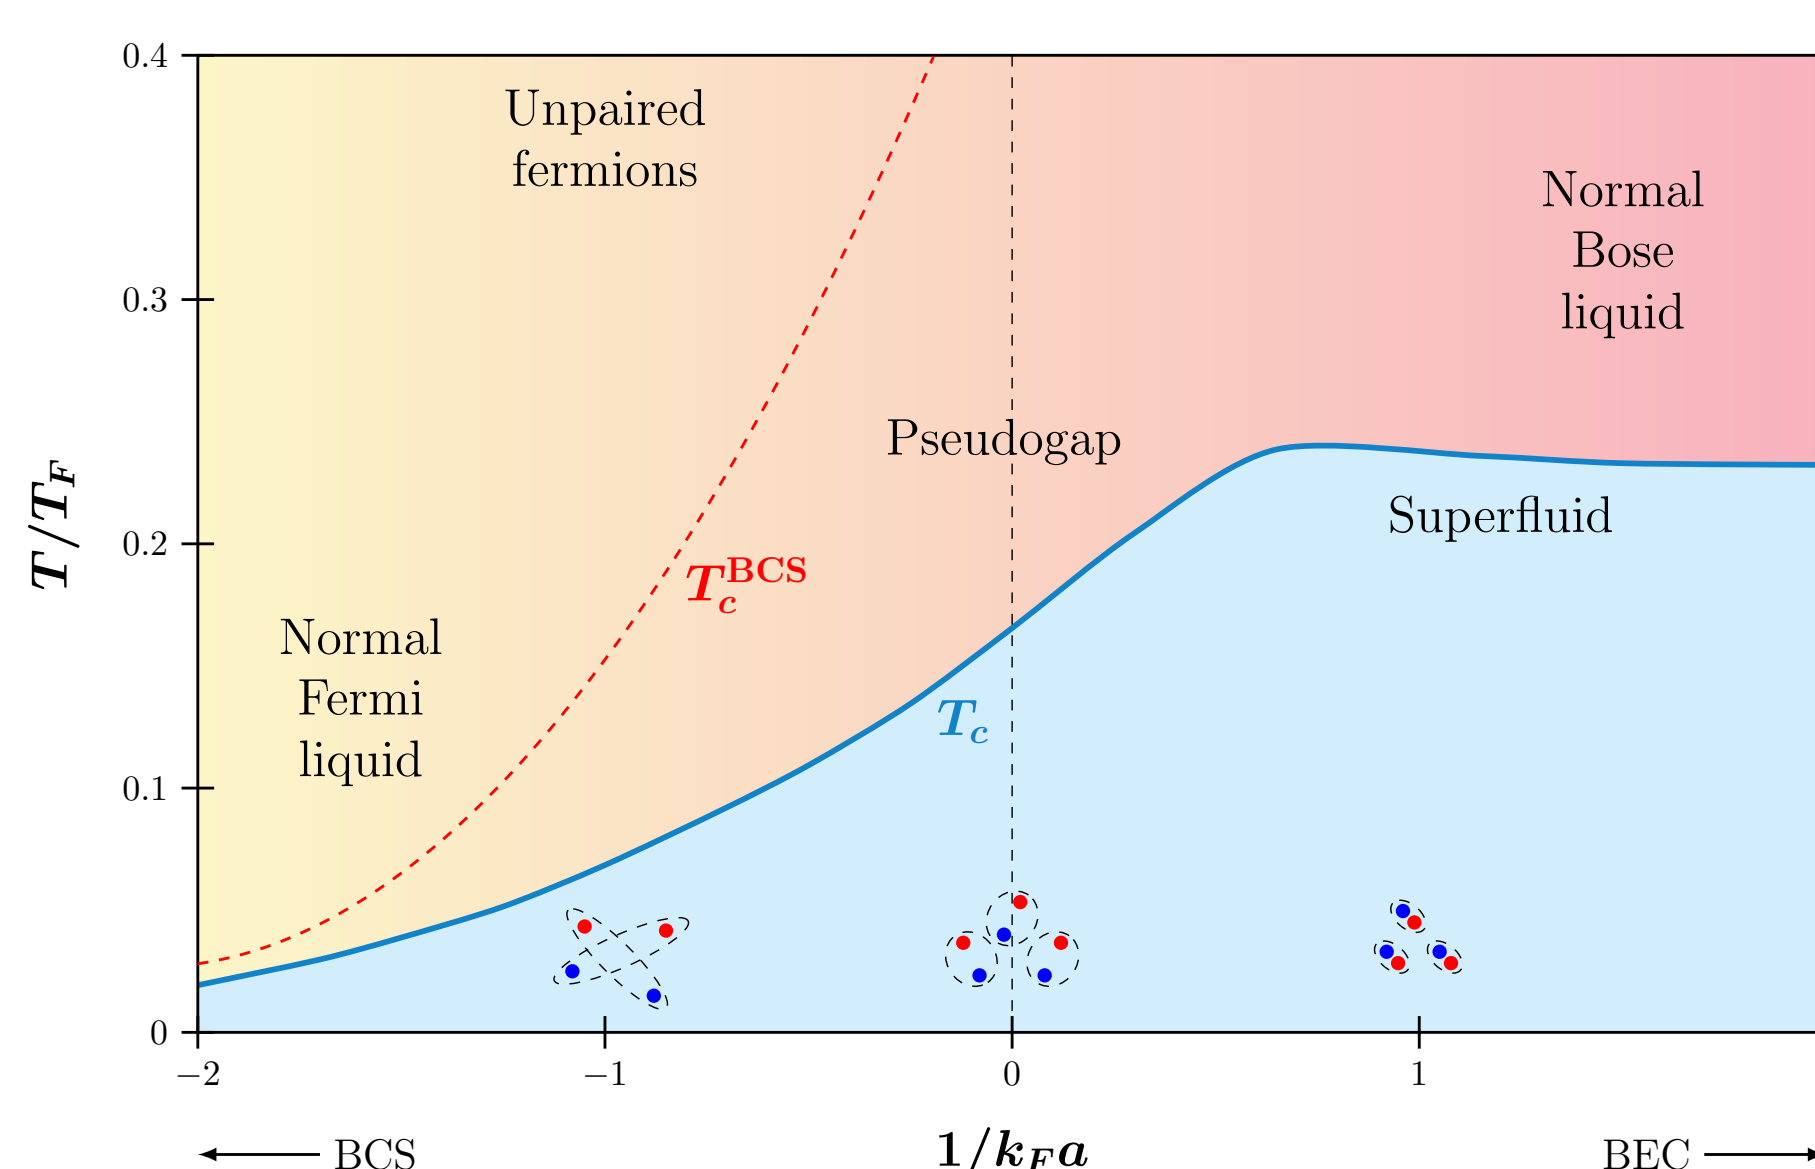 0.4
Unpaired
fermions
Normal
Bose
liquid
0.3
Pseudogap
T/T_F
0.2
Superfluid
T_c^BCS
Normal
Fermi
liquid
T_c
0.1
0
−2
−1
0
1
BCS
1/k_F a
BEC